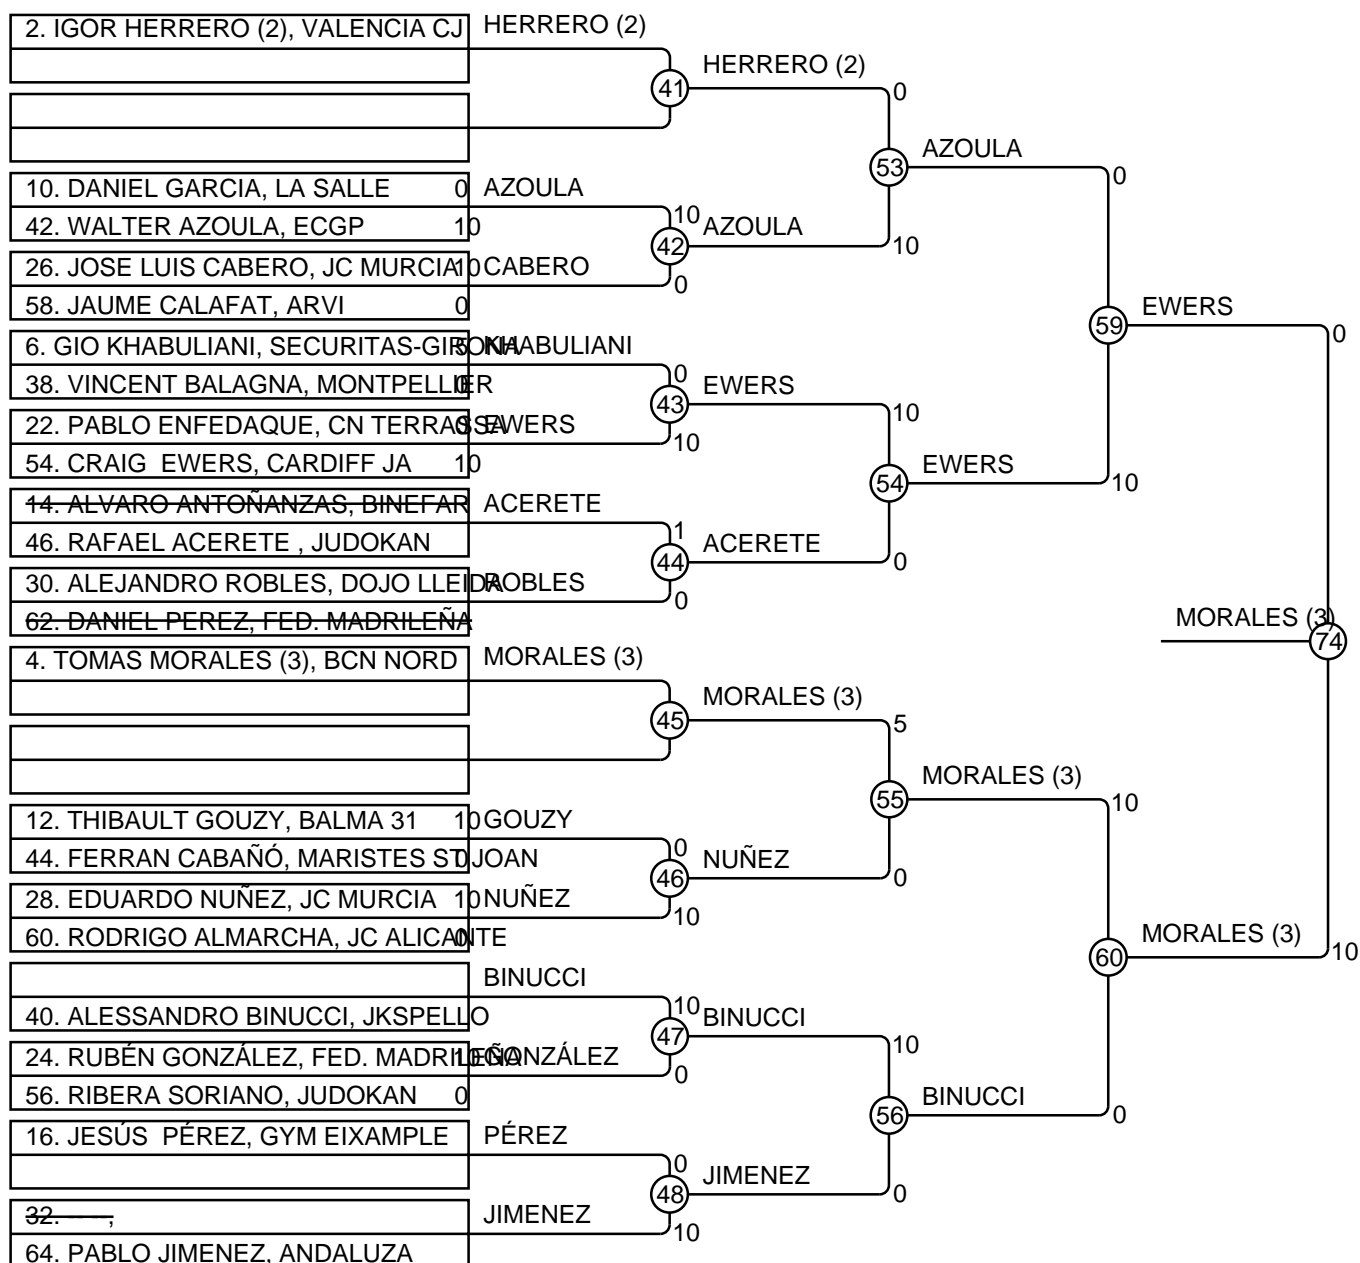 2. IGOR HERRERO (2), VALENCIA CJ HERRERO (2)
HERRERO (2)
41
0
AZOULA
53
0
10. DANIEL GARCIA, LA SALLE 0 AZOULA
10
42. WALTER AZOULA, ECGP 10
AZOULA
42
10
26. JOSE LUIS CABERO, JC MURCIA 10 CABERO
0
58. JAUME CALAFAT, ARVI 0
EWERS
59
0
6. GIO KHABULIANI, SECURITAS-GIRONA 5 KHABULIANI
0
38. VINCENT BALAGNA, MONTPELLIER 0
EWERS
43
10
22. PABLO ENFEDAQUE, CN TERRASSA 0 EWERS
10
54. CRAIG EWERS, CARDIFF JA 10
EWERS
54
10
14. ALVARO ANTOÑANZAS, BINEFAR ACERETE
1
46. RAFAEL ACERETE , JUDOKAN
ACERETE
44
0
30. ALEJANDRO ROBLES, DOJO LLEIDA ROBLES
0
62. DANIEL PEREZ, FED. MADRILEÑA
MORALES (3)
74
4. TOMAS MORALES (3), BCN NORD MORALES (3)
MORALES (3)
45
5
MORALES (3)
55
10
12. THIBAULT GOUZY, BALMA 31 10 GOUZY
0
44. FERRAN CABAÑÓ, MARISTES ST JOAN 0
NUÑEZ
46
0
28. EDUARDO NUÑEZ, JC MURCIA 10 NUÑEZ
10
60. RODRIGO ALMARCHA, JC ALICANTE 0
MORALES (3)
60
10
BINUCCI
10
40. ALESSANDRO BINUCCI, JKSPELLO
BINUCCI
47
10
24. RUBÉN GONZÁLEZ, FED. MADRILEÑA 10 GONZÁLEZ
0
56. RIBERA SORIANO, JUDOKAN 0
BINUCCI
56
0
16. JESÚS PÉREZ, GYM EIXAMPLE PÉREZ
0
JIMENEZ
48
0
32. -- --,
JIMENEZ
10
64. PABLO JIMENEZ, ANDALUZA